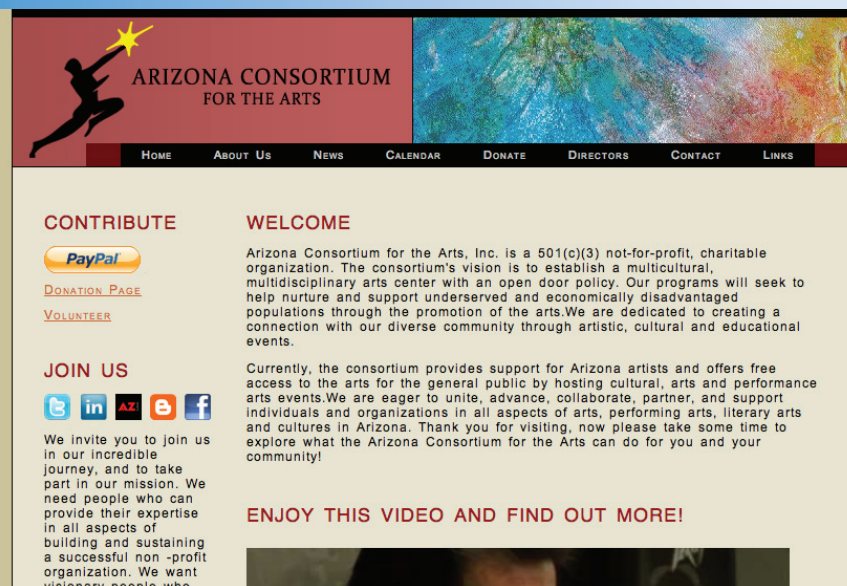 ARIZONA CONSORTIUM
FOR THE ARTS
HOME ABOUT US NEWS CALENDAR DONATE DIRECTORS CONTACT LINKS
CONTRIBUTE
PayPal
DONATION PAGE
VOLUNTEER
JOIN US
in AZ
We invite you to join us
in our incredible
journey, and to take
part in our mission. We
need people who can
provide their expertise
in all aspects of
building and sustaining
a successful non -profit
organization. We want
visionary people who
WELCOME
Arizona Consortium for the Arts, Inc. is a 501(c)(3) not-for-profit, charitable
organization. The consortium's vision is to establish a multicultural,
multidisciplinary arts center with an open door policy. Our programs will seek to
help nurture and support underserved and economically disadvantaged
populations through the promotion of the arts.We are dedicated to creating a
connection with our diverse community through artistic, cultural and educational
events.
Currently, the consortium provides support for Arizona artists and offers free
access to the arts for the general public by hosting cultural, arts and performance
arts events.We are eager to unite, advance, collaborate, partner, and support
individuals and organizations in all aspects of arts, performing arts, literary arts
and cultures in Arizona. Thank you for visiting, now please take some time to
explore what the Arizona Consortium for the Arts can do for you and your
community!
ENJOY THIS VIDEO AND FIND OUT MORE!